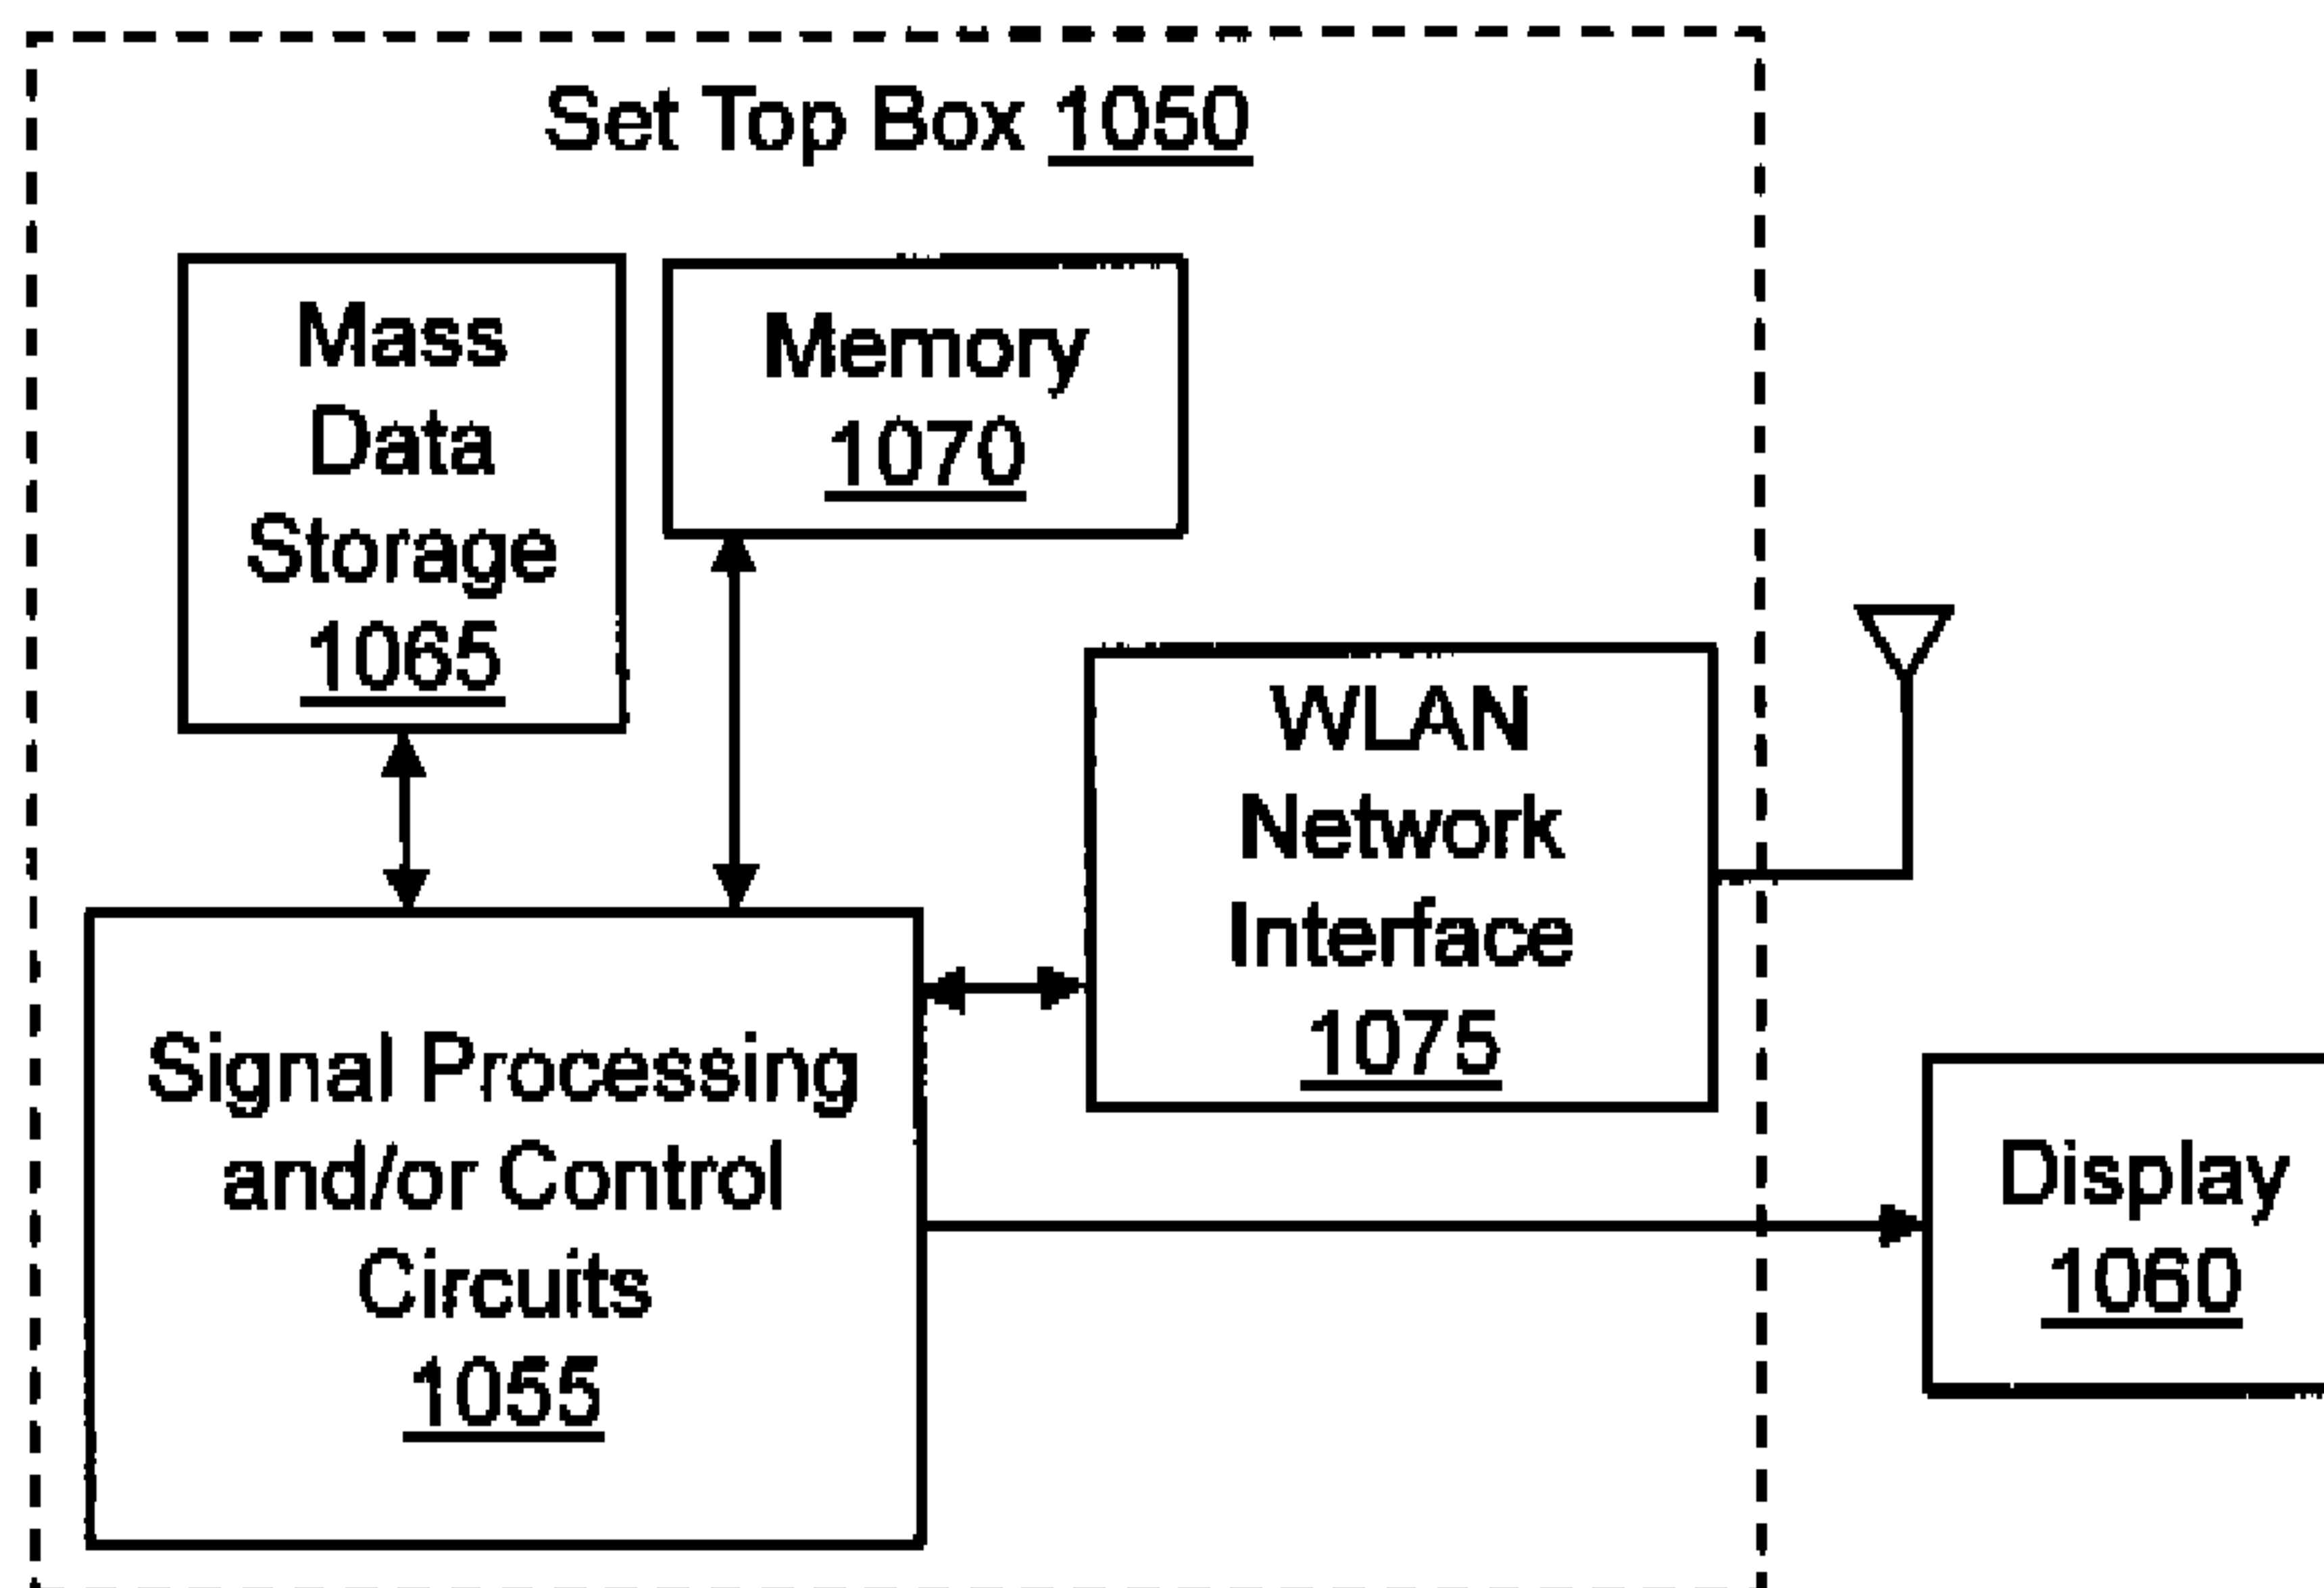 Set Top Box 1050
Mass
Data
Storage
1065
Memory
1070
WLAN
Network
Interface
1075
Signal Processing
and/or Control
Circuits
1055
Display
1060